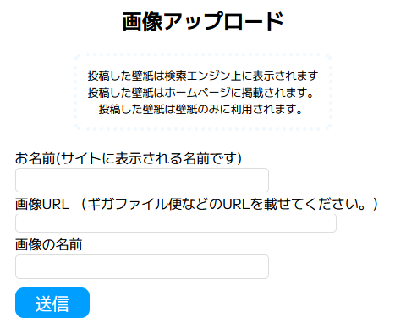 画像アップロード
投稿した壁紙は検索エンジン上に表示されます
投稿した壁紙はホームページに掲載されます。
投稿した壁紙は壁紙のみに利用されます。
お名前(サイトに表示される名前です)
画像URL （ギガファイル便などのURLを載せてください。)
画像の名前
送信